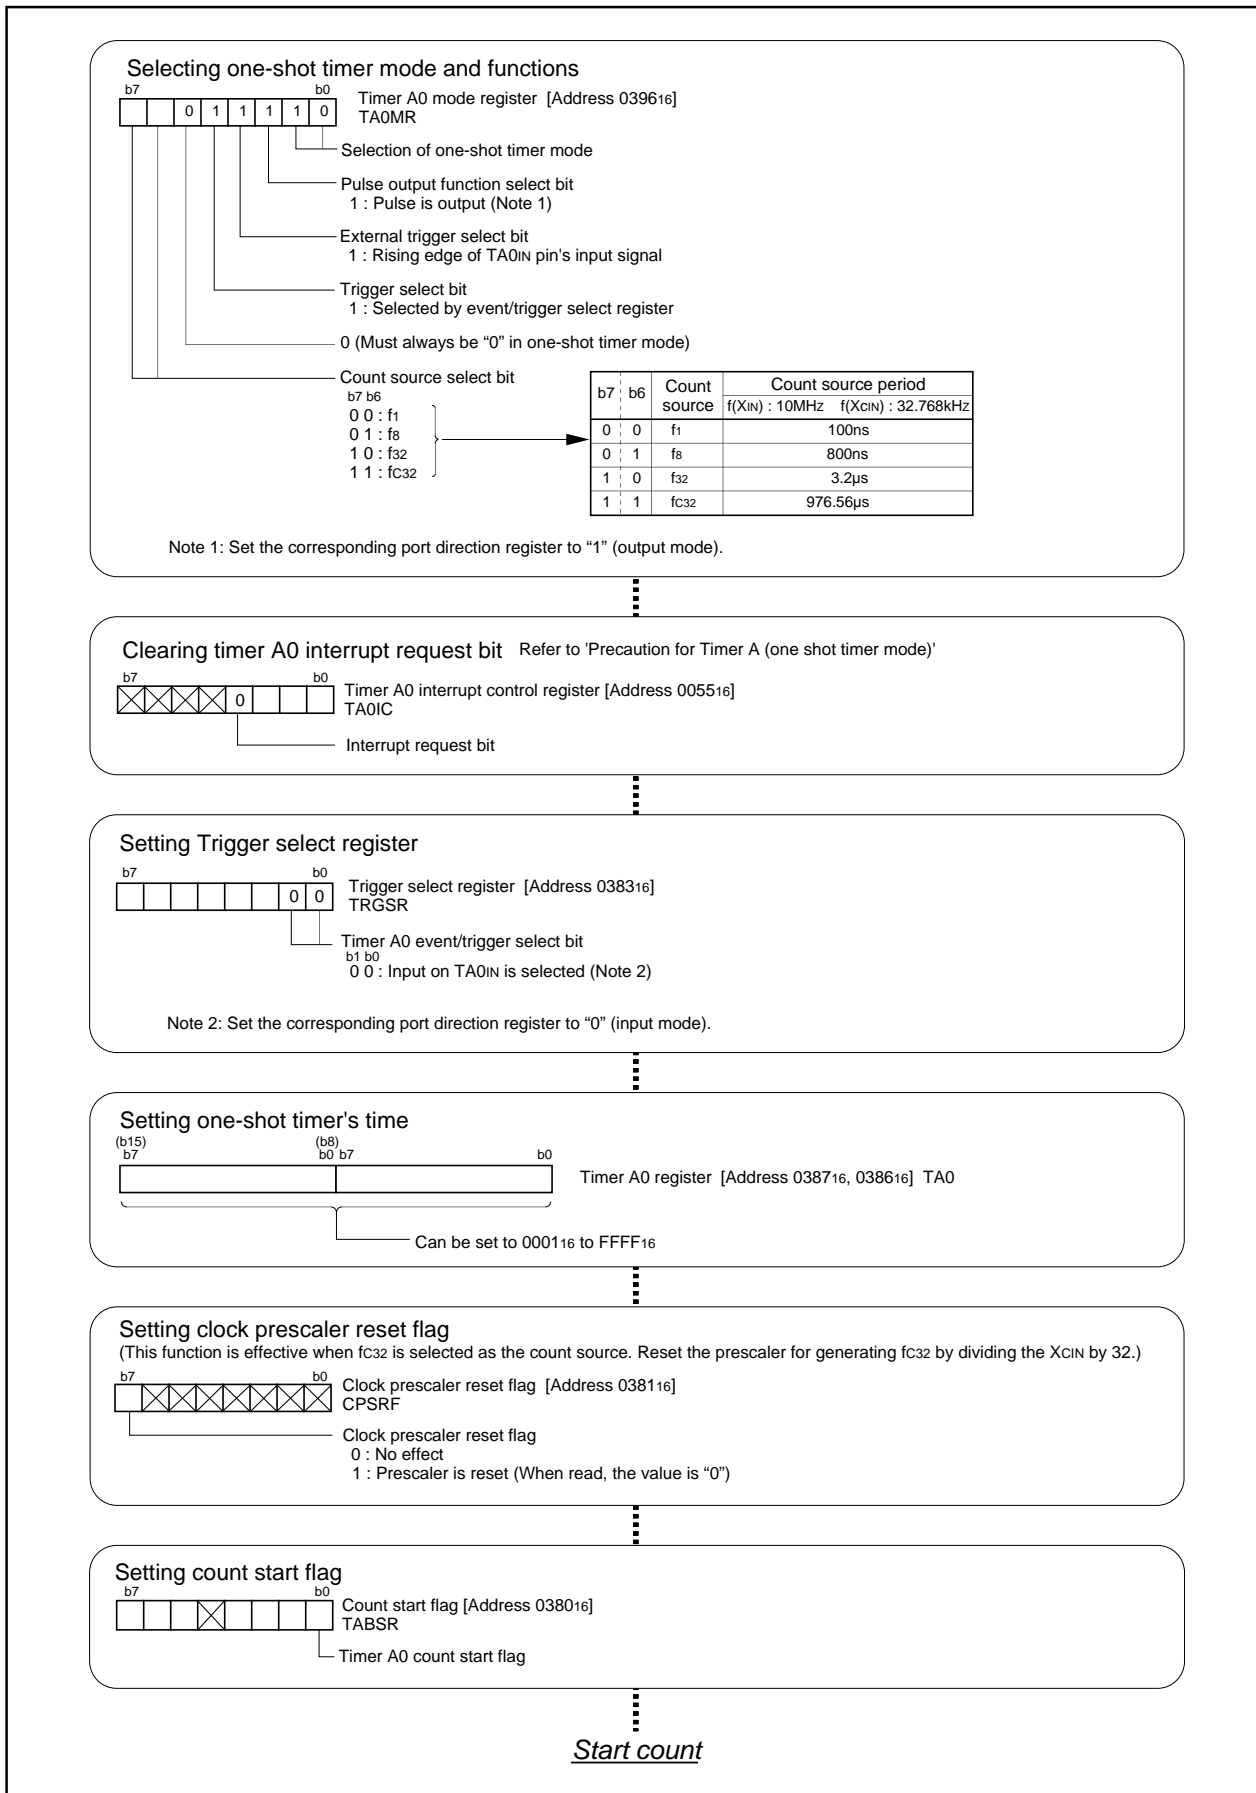 Selecting one-shot timer mode and functions
b7 b0
0 1 1 1 1 0
Timer A0 mode register [Address 039616]
TA0MR
Selection of one-shot timer mode
Pulse output function select bit
1 : Pulse is output (Note 1)
External trigger select bit
1 : Rising edge of TA0IN pin's input signal
Trigger select bit
1 : Selected by event/trigger select register
0 (Must always be “0” in one-shot timer mode)
Count source select bit
b7 b6
0 0 : f1
0 1 : f8
1 0 : f32
1 1 : fC32
b7 b6 Count source Count source period
f(XIN) : 10MHz f(XCIN) : 32.768kHz
0 0 f1 100ns
0 1 f8 800ns
1 0 f32 3.2µs
1 1 fC32 976.56µs
Note 1: Set the corresponding port direction register to “1” (output mode).
Clearing timer A0 interrupt request bit Refer to 'Precaution for Timer A (one shot timer mode)'
b7 b0
0
Timer A0 interrupt control register [Address 005516]
TA0IC
Interrupt request bit
Setting Trigger select register
b7 b0
0 0
Trigger select register [Address 038316]
TRGSR
Timer A0 event/trigger select bit
b1 b0
0 0 : Input on TA0IN is selected (Note 2)
Note 2: Set the corresponding port direction register to “0” (input mode).
Setting one-shot timer's time
(b15) (b8)
b7 b0 b7 b0
Timer A0 register [Address 038716, 038616] TA0
Can be set to 000116 to FFFF16
Setting clock prescaler reset flag
(This function is effective when fC32 is selected as the count source. Reset the prescaler for generating fC32 by dividing the XCIN by 32.)
b7 b0
Clock prescaler reset flag [Address 038116]
CPSRF
Clock prescaler reset flag
0 : No effect
1 : Prescaler is reset (When read, the value is “0”)
Setting count start flag
b7 b0
Count start flag [Address 038016]
TABSR
Timer A0 count start flag
Start count